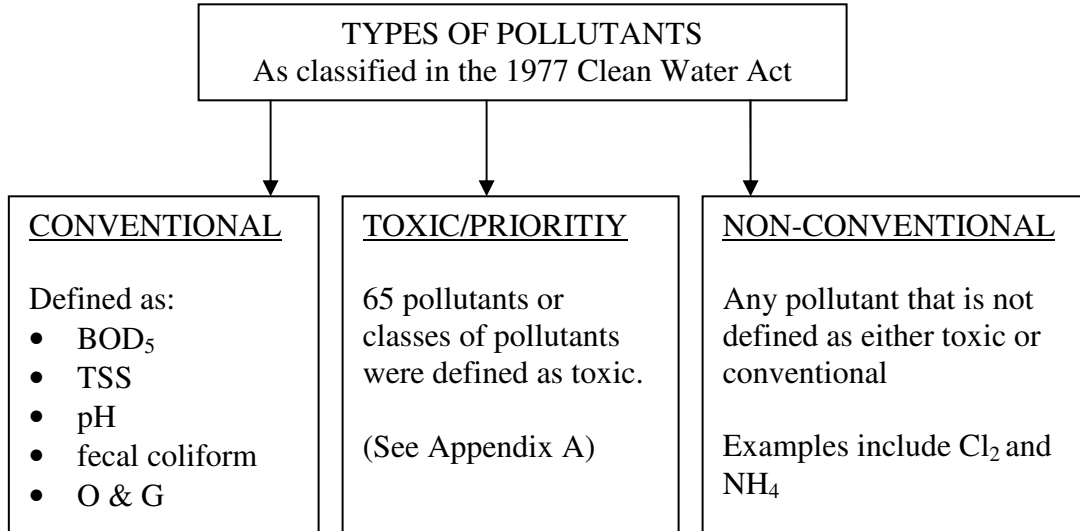 TYPES OF POLLUTANTS
As classified in the 1977 Clean Water Act
CONVENTIONAL
Defined as:
• BOD₅
• TSS
• pH
• fecal coliform
• O & G
TOXIC/PRIORITIY
65 pollutants or
classes of pollutants
were defined as toxic.
(See Appendix A)
NON-CONVENTIONAL
Any pollutant that is not
defined as either toxic or
conventional
Examples include Cl₂ and
NH₄